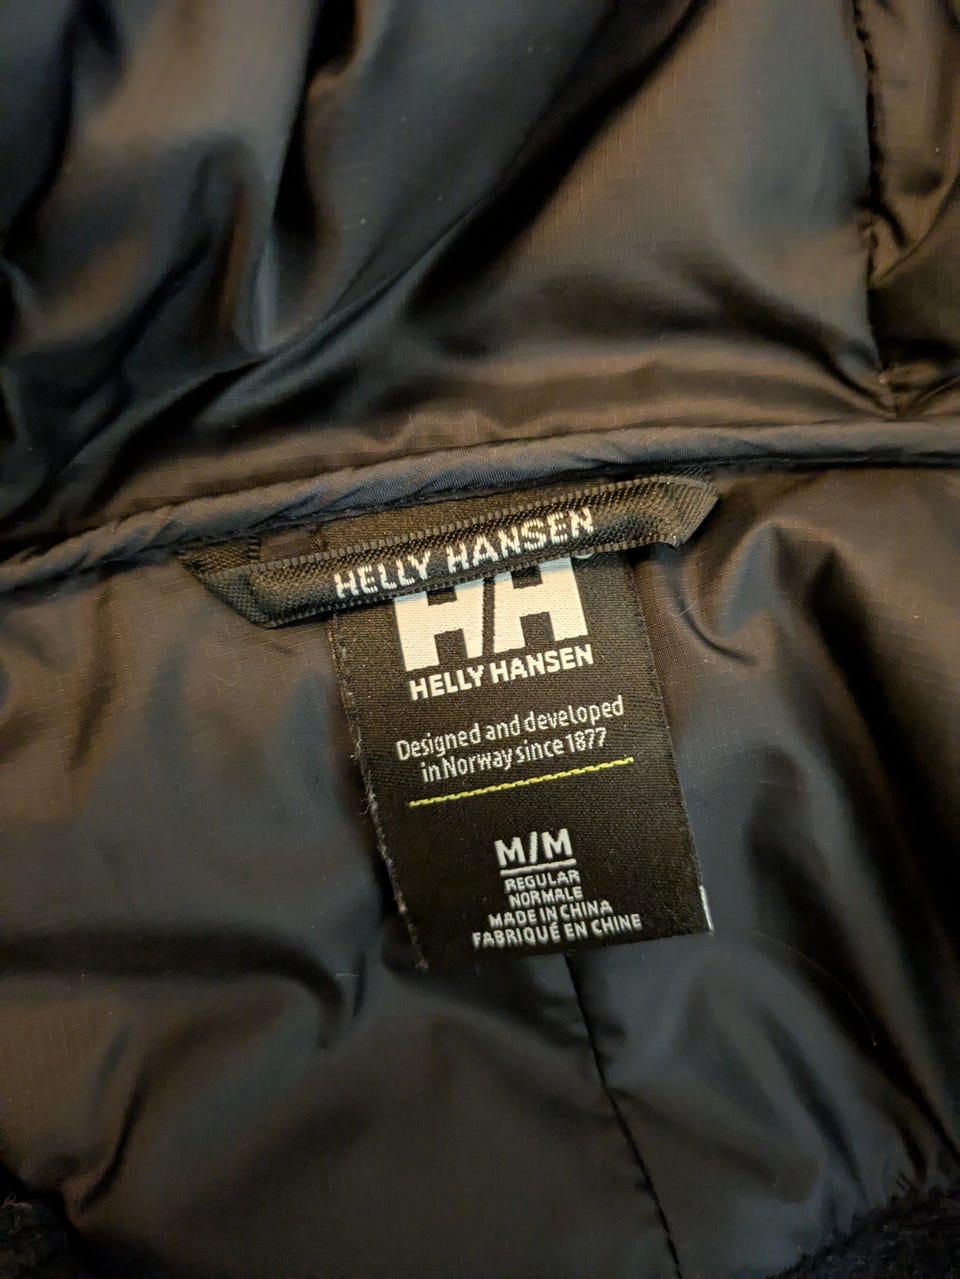 HELLY HANSEN
HH
HELLY HANSEN
Designed and developed
in Norway since 1877
M/M
REGULAR
NORMALE
MADE IN CHINA
FABRIQUÉ EN CHINE